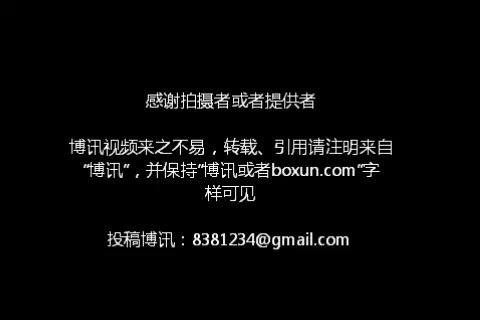 感谢拍摄者或者提供者
博讯视频来之不易，转载、引用请注明来自
“博讯”，并保持“博讯或者boxun.com”字
样可见
投稿博讯：8381234@gmail.com